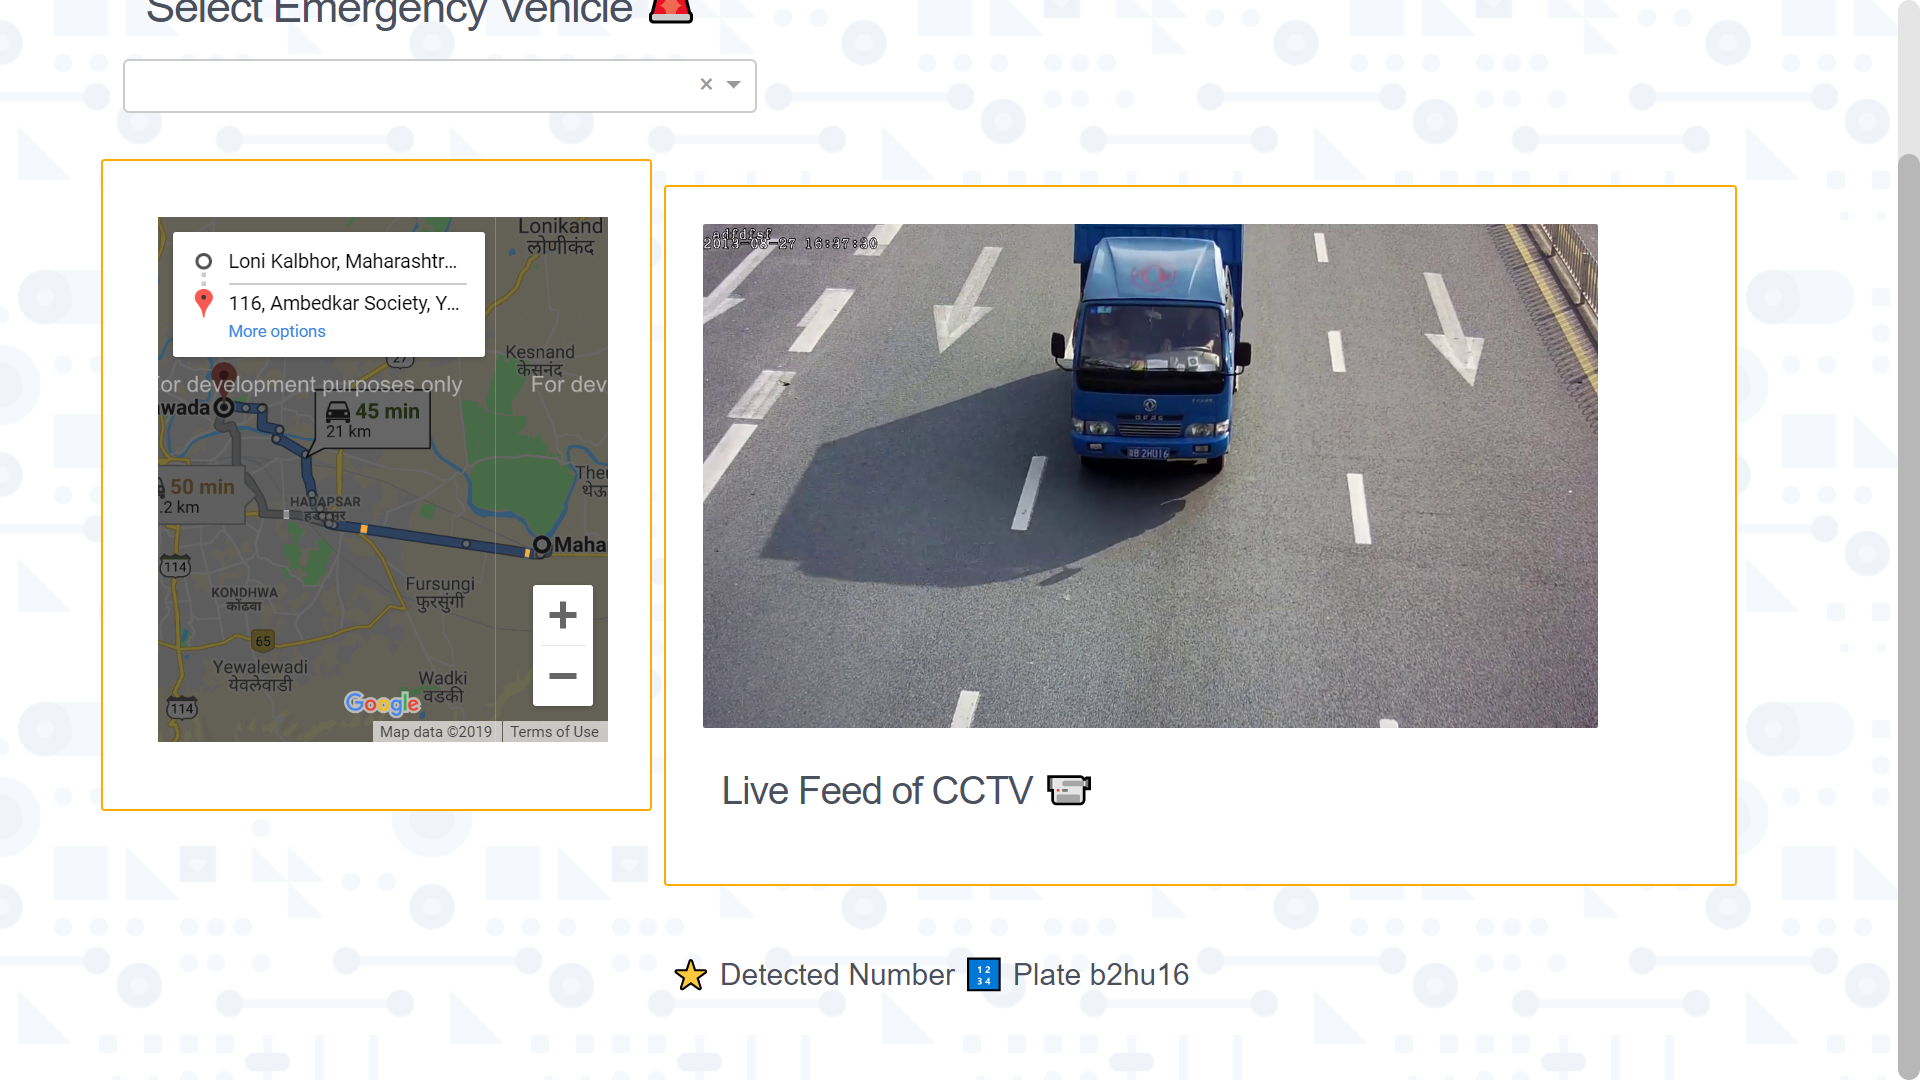 Select Emergency Vehicle
Loni Kalbhor, Maharashtr...
116, Ambedkar Society, Y...
More options
Lonikand
लोणीकंद
Kesnand
केसनंद
27
or development purposes only
For dev
wada
45 min
21 km
50 min
.2 km
HADAPSAR
Maha
114
KONDHWA
कोंढवा
Fursungi
फुरसुंगी
65
Yewalewadi
येवलेवाडी
Wadki
वडकी
114
Google
Map data ©2019
Terms of Use
adfdfsf
2013-08-27 16:37:30
B 2HU16
Live Feed of CCTV
Detected Number 1234 Plate b2hu16